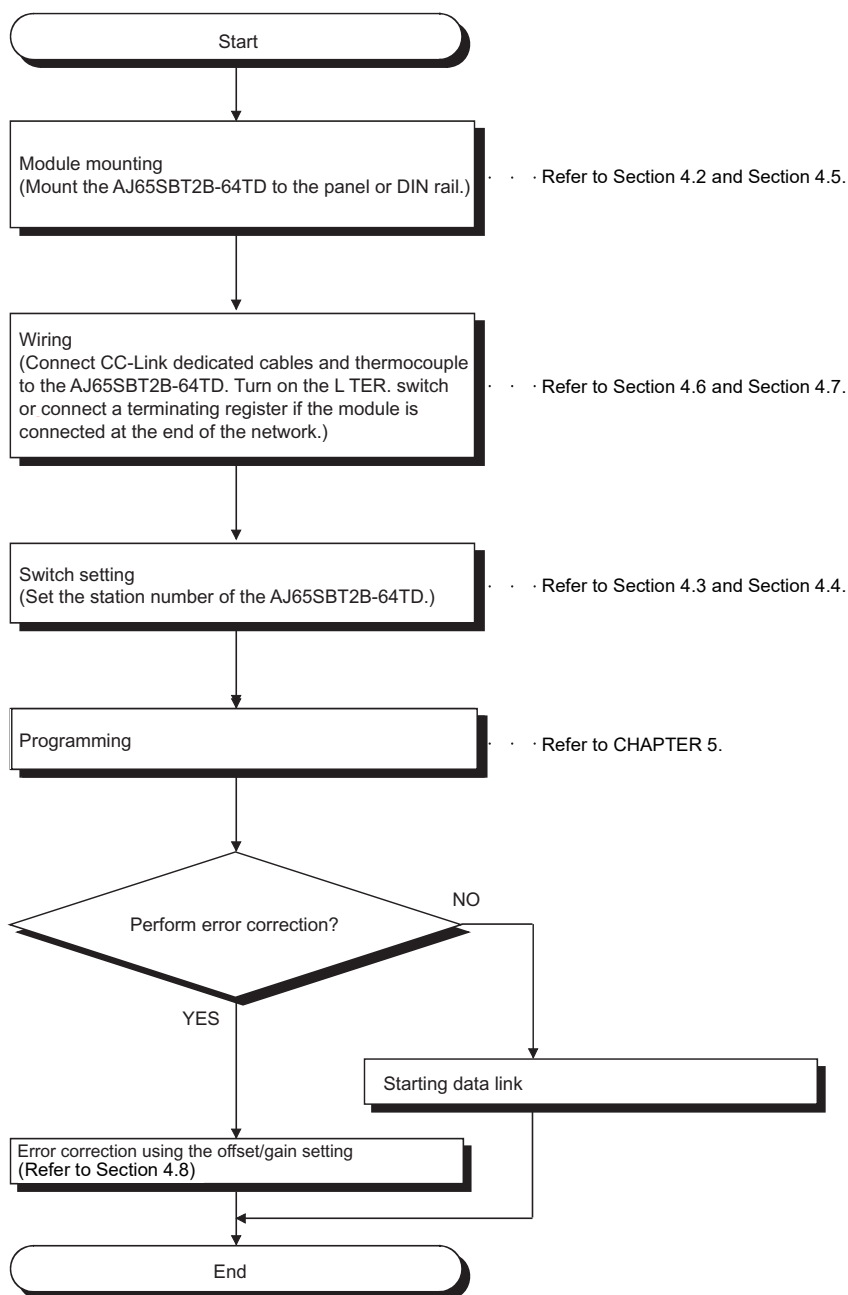 Start
Module mounting
(Mount the AJ65SBT2B-64TD to the panel or DIN rail.)
· · · Refer to Section 4.2 and Section 4.5.
Wiring
(Connect CC-Link dedicated cables and thermocouple
to the AJ65SBT2B-64TD. Turn on the L TER. switch
or connect a terminating register if the module is
connected at the end of the network.)
· · · Refer to Section 4.6 and Section 4.7.
Switch setting
(Set the station number of the AJ65SBT2B-64TD.)
· · · Refer to Section 4.3 and Section 4.4.
Programming
· · · Refer to CHAPTER 5.
Perform error correction?
NO
YES
Starting data link
Error correction using the offset/gain setting
(Refer to Section 4.8)
End